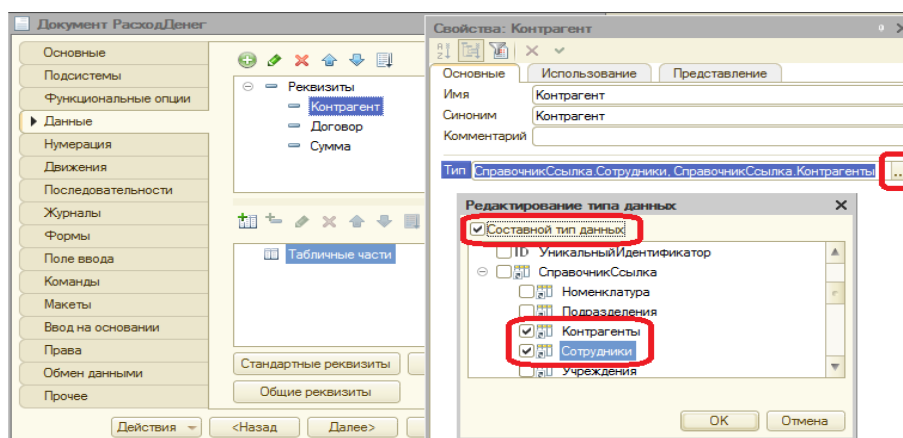 Документ РасходДенег
Основные
Подсистемы
Функциональные опции
Данные
Нумерация
Движения
Последовательности
Журналы
Формы
Поле ввода
Команды
Макеты
Ввод на основании
Права
Обмен данными
Прочее
Реквизиты
Контрагент
Договор
Сумма
Табличные части
Стандартные реквизиты
Общие реквизиты
Действия
<Назад
Далее>
Свойства: Контрагент
Основные
Использование
Представление
Имя
Контрагент
Синоним
Контрагент
Комментарий
Тип
СправочникСсылка.Сотрудники, СправочникСсылка.Контрагенты
...
Редактирование типа данных
Составной тип данных
ID УникальныйИдентификатор
СправочникСсылка
Номенклатура
Подразделения
Контрагенты
Сотрудники
Учреждения
OK
Отмена